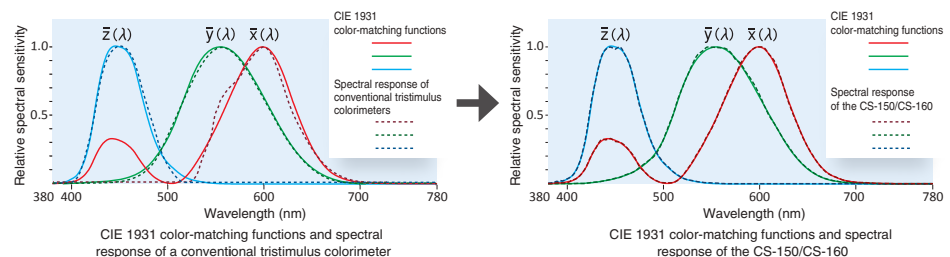 CIE 1931
color-matching functions
z̄ (λ)
ȳ (λ)
x̄ (λ)
1.0
0.5
Relative spectral sensitivity
Spectral response of
conventional tristimulus
colorimeters
380 400
500
600
700
780
Wavelength (nm)
CIE 1931 color-matching functions and spectral
response of a conventional tristimulus colorimeter
CIE 1931
color-matching functions
z̄ (λ)
ȳ (λ)
x̄ (λ)
1.0
0.5
Relative spectral sensitivity
Spectral response
of the CS-150/CS-160
380 400
500
600
700
780
Wavelength (nm)
CIE 1931 color-matching functions and spectral
response of the CS-150/CS-160